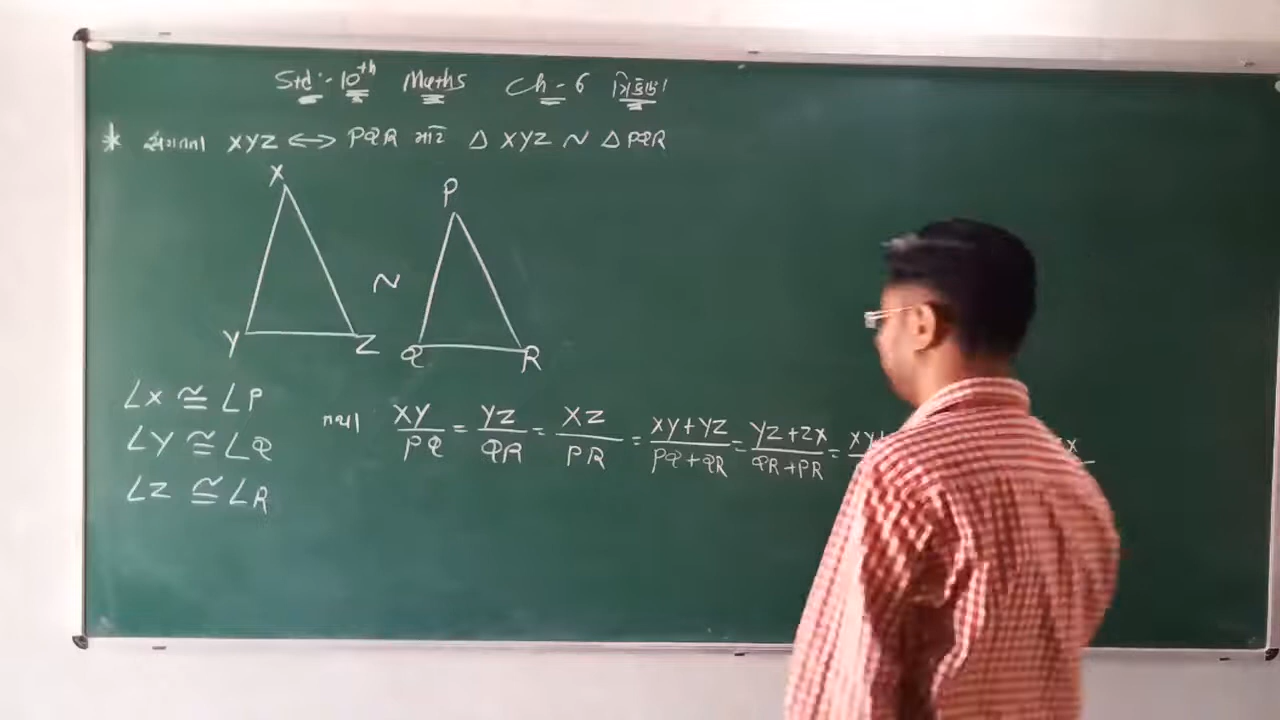 Std :- 10th Maths Ch - 6 ત્રિકોણ
* સંગતતા XYZ ↔ PQR માટે △ XYZ ~ △ PQR
X
P
~
Y Z Q R
∠X ≅ ∠P
∠Y ≅ ∠Q
∠Z ≅ ∠R
તથા XY/PQ = YZ/QR = XZ/PR = XY+YZ/PQ+QR = YZ+ZX/QR+PR =